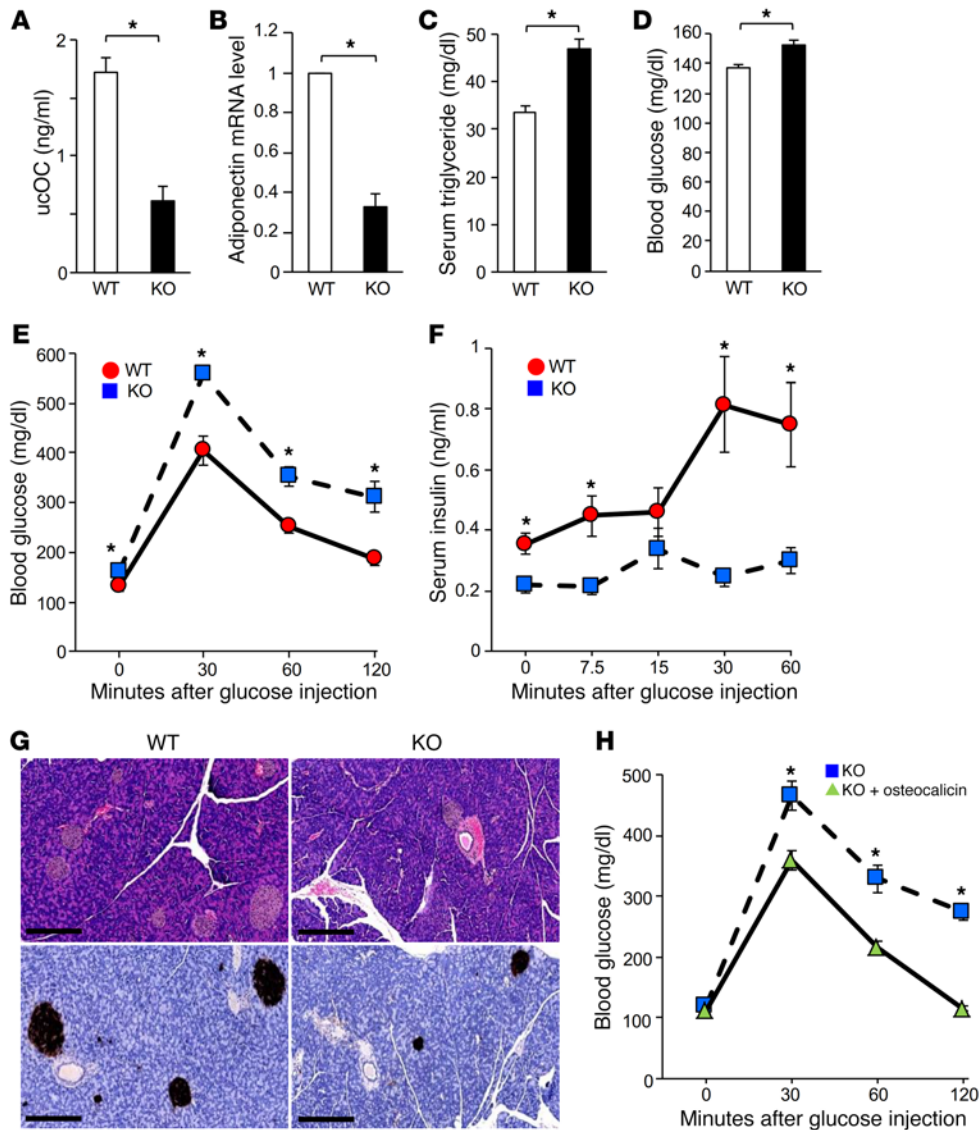 A
ucOC (ng/ml)
2
1
0
*
WT
KO
B
Adiponectin mRNA level
1.2
1
0.8
0.6
0.4
0.2
0
*
WT
KO
C
Serum triglyceride (mg/dl)
50
40
30
20
10
0
*
WT
KO
D
Blood glucose (mg/dl)
160
140
120
100
80
60
40
20
0
*
WT
KO
E
Blood glucose (mg/dl)
600
500
400
300
200
100
0
WT
KO
*
*
*
*
0 30 60 120
Minutes after glucose injection
F
Serum insulin (ng/ml)
1
0.8
0.6
0.4
0.2
0
WT
KO
*
*
*
*
0 7.5 15 30 60
Minutes after glucose injection
G
WT
KO
H
Blood glucose (mg/dl)
500
400
300
200
100
0
KO
KO + osteocalicin
*
*
*
0 30 60 120
Minutes after glucose injection